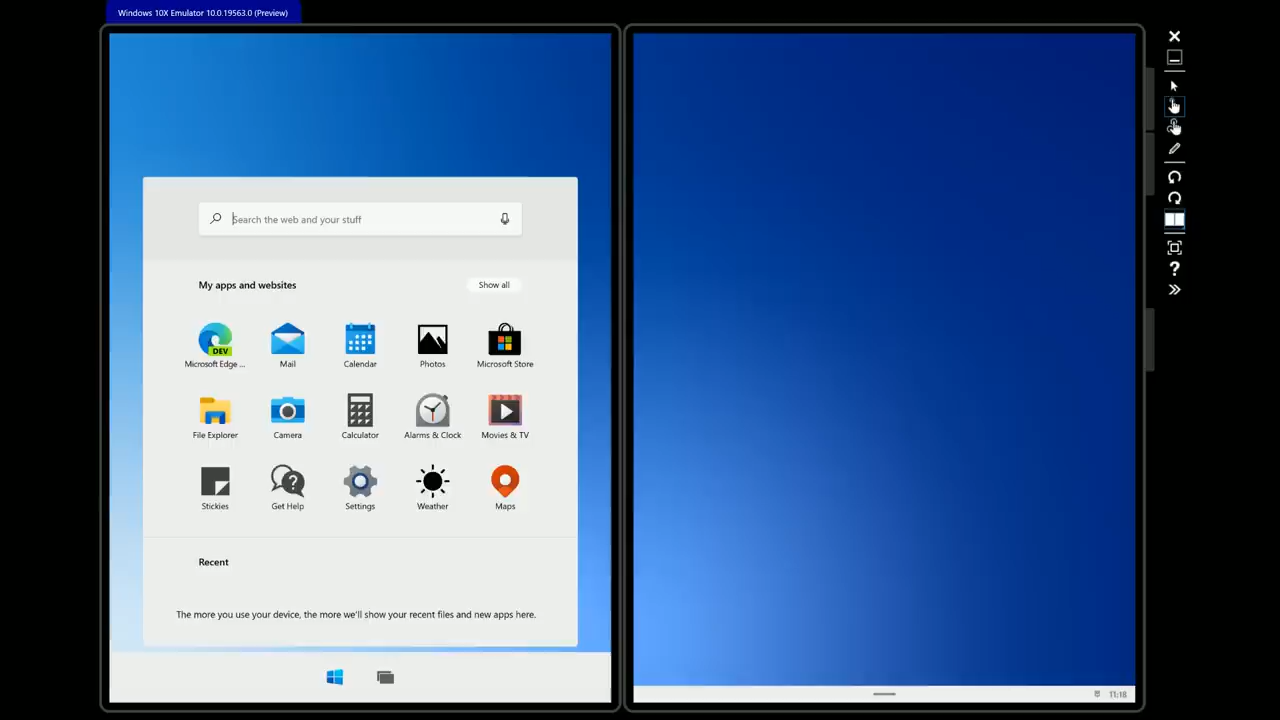 Windows 10X Emulator 10.0.19563.0 (Preview)
Search the web and your stuff
My apps and websites
Show all
DEV
Microsoft Edge ...
Mail
Calendar
Photos
Microsoft Store
File Explorer
Camera
Calculator
Alarms & Clock
Movies & TV
Stickies
Get Help
Settings
Weather
Maps
Recent
The more you use your device, the more we'll show your recent files and new apps here.
11:18